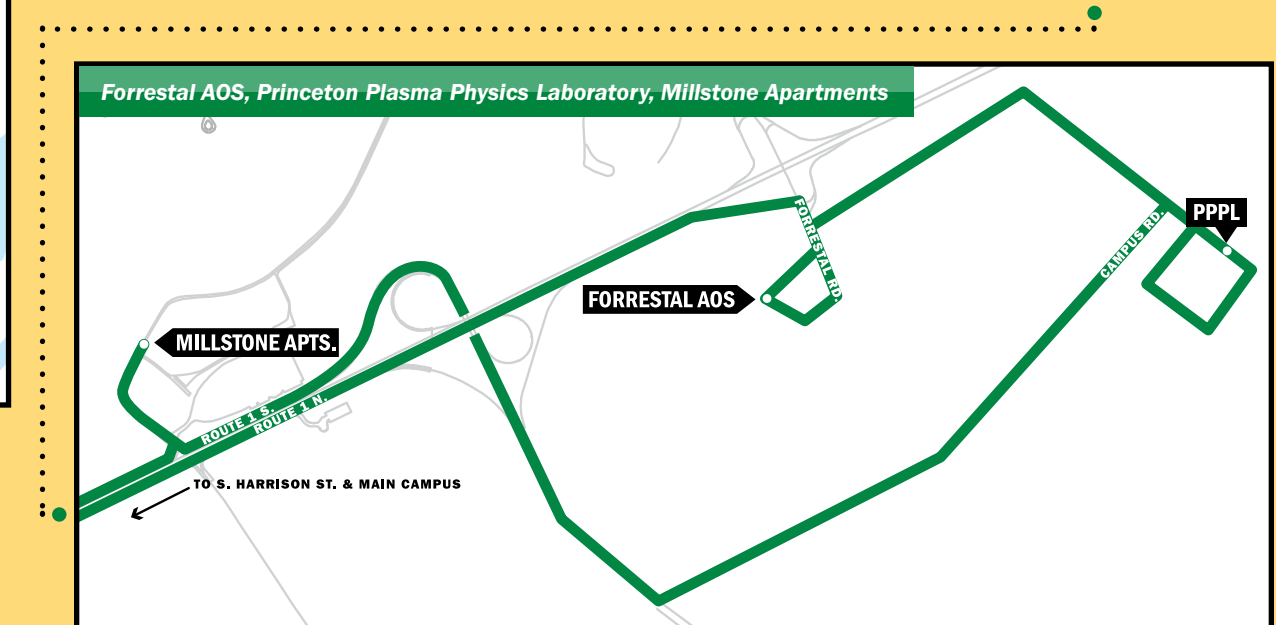 Forrestal AOS, Princeton Plasma Physics Laboratory, Millstone Apartments
PPPL
FORRESTAL RD.
CAMPUS RD.
FORRESTAL AOS
MILLSTONE APTS.
ROUTE 1 S.
ROUTE 1 N.
TO S. HARRISON ST. & MAIN CAMPUS